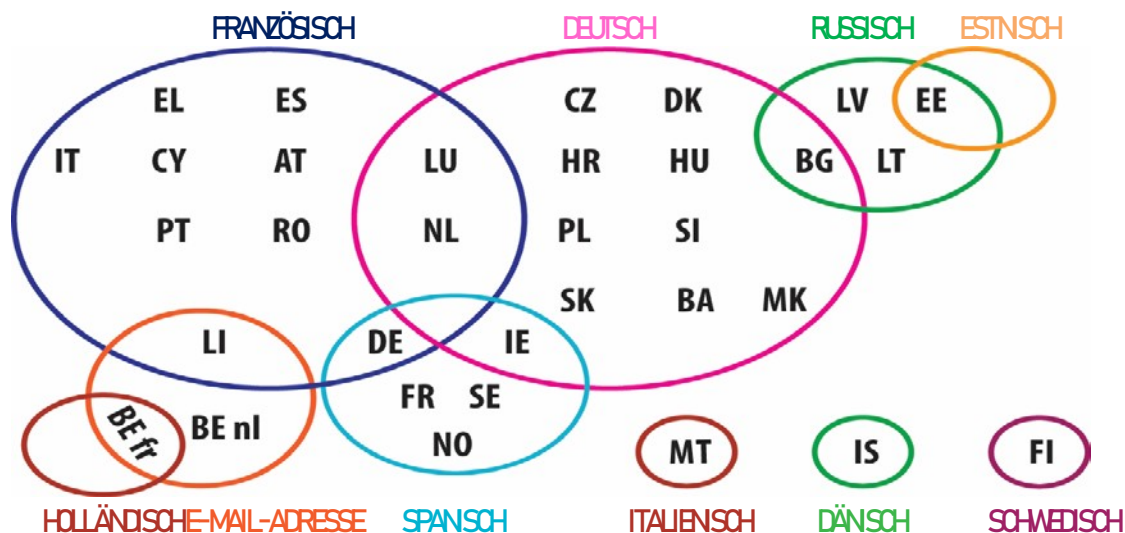 FRANZÖSISCH DEUTSCH RUSSISCH ESTNISCH
EL ES CZ DK LV EE
IT CY AT LU HR HU BG LT
PT RO NL PL SI
SK BA MK
LI DE IE
FR SE
BE fr BE nl NO MT IS FI
HOLLÄNDISCH E-MAIL-ADRESSE SPANISCH ITALIENISCH DÄNISCH SCHWEDISCH